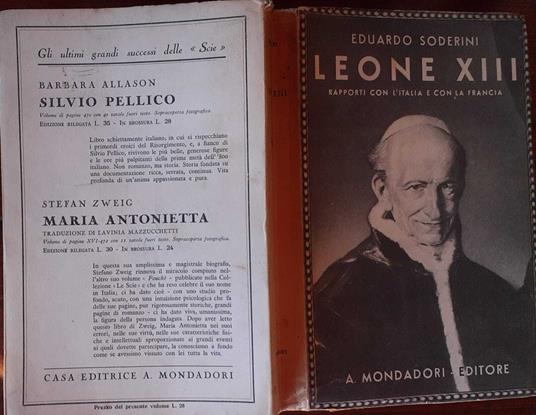 Gli ultimi grandi successi delle « Scie »
BARBARA ALLASON
SILVIO PELLICO
Volume di pagine 470 con 41 tavole fuori testo. Sopracoperta fotografica.
EDIZIONE RILEGATA L. 35 - IN BROSSURA L. 28
Libro schiettamente italiano, in cui si rispecchiano
i primordi eroici del Risorgimento, e, a fianco di
Silvio Pellico, rivivono le più belle, generose figure
e le ore più palpitanti della prima metà dell'800
italiano. Non romanzo, ma storia. Storia fondata su
una documentazione ricca, serrata, continua. Vita
profonda di un'anima appassionata e pura.
STEFAN ZWEIG
MARIA ANTONIETTA
TRADUZIONE DI LAVINIA MAZZUCCHETTI
Volume di pagine XVI-472 con 11 tavole fuori testo. Sopracoperta fotografica.
EDIZIONE RILEGATA L. 30 - IN BROSSURA L. 24
In questa sua amplissima e magistrale biografia,
Stefano Zweig rinnova il miracolo compiuto nel-
l'altro suo volume - Fouché - pubblicato nella Col-
lezione « Le Scie » e che ha reso celebre il suo nome
in Italia; ci ha dato cioè - con uno studio pro-
fondo, acuto, con una intuizione psicologica che fa
delle sue pagine, pur rigorosamente storiche, grandi
pagine di romanzo - ci ha dato viva, umanissima,
la figura della persona indagata. Dopo aver letto
questo libro di Zweig, Maria Antonietta nei suoi
errori, nelle sue virtù, nelle sue caratteristiche fisi-
che e intellettuali sproporzionate ai grandi eventi
ai quali dovette partecipare, la conosciamo a fondo
come se avessimo vissuto con lei tutta la vita.
CASA EDITRICE A. MONDADORI
Prezzo del presente volume L. 28
EDUARDO SODERINI
LEONE XIII
RAPPORTI CON L'ITALIA E CON LA FRANCIA
A. MONDADORI - EDITORE